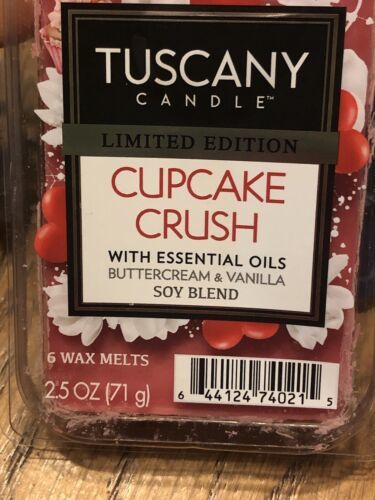 TUSCANY
CANDLE™
LIMITED EDITION
CUPCAKE
CRUSH
WITH ESSENTIAL OILS
BUTTERCREAM & VANILLA
SOY BLEND
6 WAX MELTS
2.5 OZ (71 g)
6 44124 74021 5